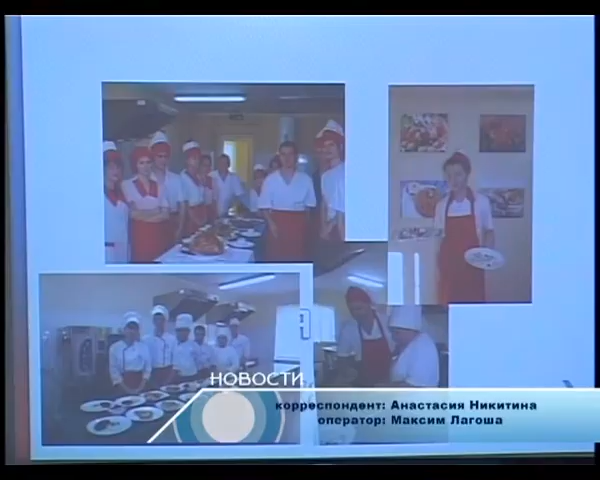 НОВОСТИ
корреспондент: Анастасия Никитина
оператор: Максим Лагоша